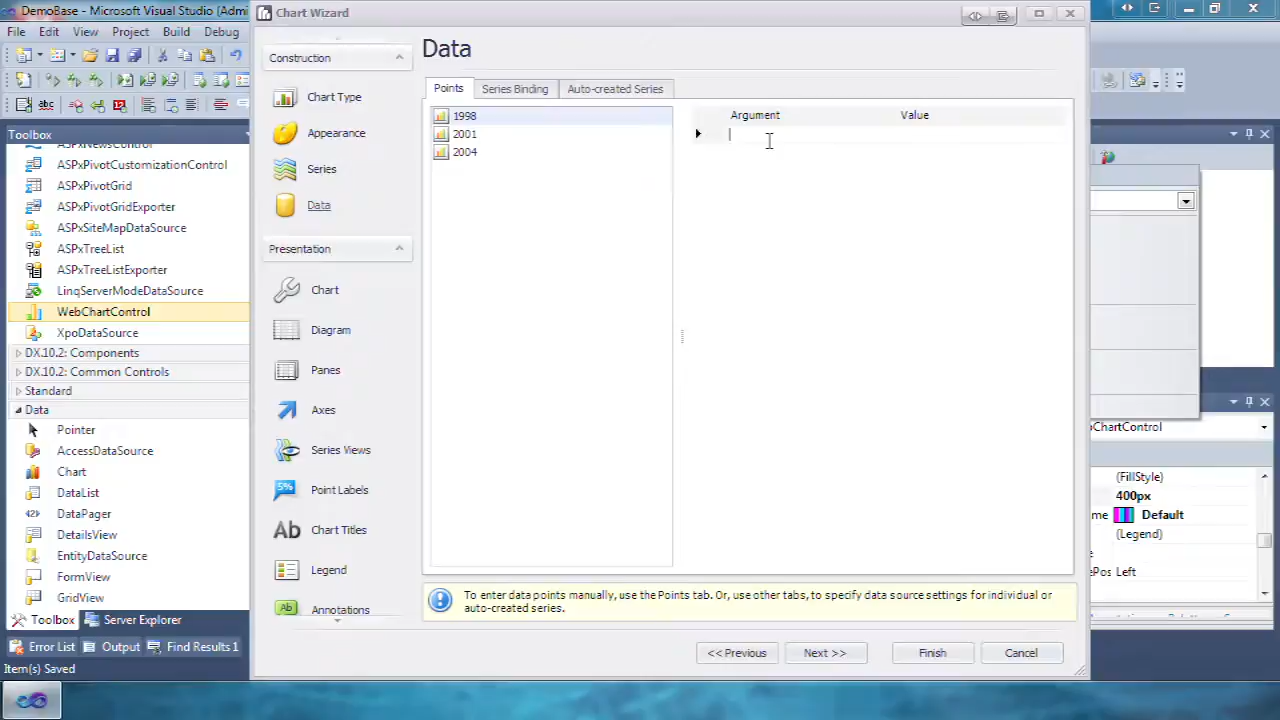 DemoBase - Microsoft Visual Studio (Admi
Chart Wizard
File Edit View Project Build Debug
Construction
Data
Points
Series Binding
Auto-created Series
Chart Type
Appearance
Series
Data
Presentation
Chart
Diagram
Panes
Axes
Series Views
Point Labels
Chart Titles
Legend
Annotations
1998
2001
2004
Argument
Value
To enter data points manually, use the Points tab. Or, use other tabs, to specify data source settings for individual or
auto-created series.
<< Previous
Next >>
Finish
Cancel
Toolbox
ASPxPivotCustomizationControl
ASPxPivotGrid
ASPxPivotGridExporter
ASPxSiteMapDataSource
ASPxTreeList
ASPxTreeListExporter
LinqServerModeDataSource
WebChartControl
XpoDataSource
DX.10.2: Components
DX.10.2: Common Controls
Standard
Data
Pointer
AccessDataSource
Chart
DataList
DataPager
DetailsView
EntityDataSource
FormView
GridView
Toolbox
Server Explorer
Error List
Output
Find Results 1
Item(s) Saved
ChartControl
(FillStyle)
400px
me
Default
(Legend)
ePos Left
5%
Ab
Ab
abc